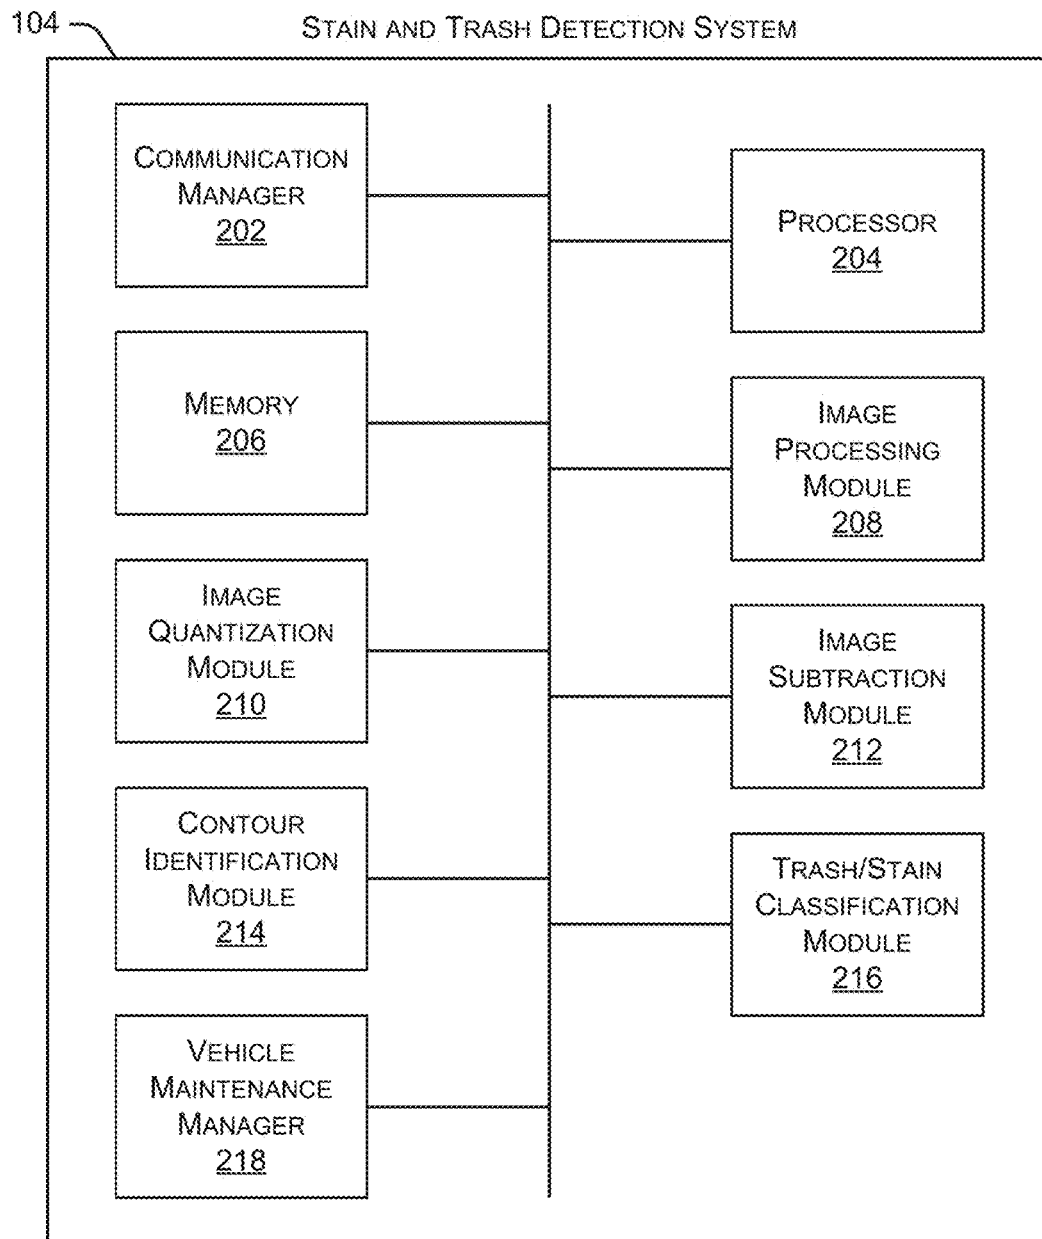 104
STAIN AND TRASH DETECTION SYSTEM
COMMUNICATION
MANAGER
202
PROCESSOR
204
MEMORY
206
IMAGE
PROCESSING
MODULE
208
IMAGE
QUANTIZATION
MODULE
210
IMAGE
SUBTRACTION
MODULE
212
CONTOUR
IDENTIFICATION
MODULE
214
TRASH/STAIN
CLASSIFICATION
MODULE
216
VEHICLE
MAINTENANCE
MANAGER
218